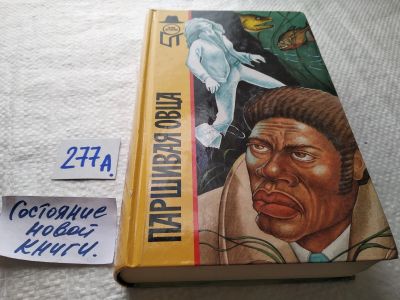 277А.
Состояние
новой
книги.
ПАРШИВАЯ ОВЦА